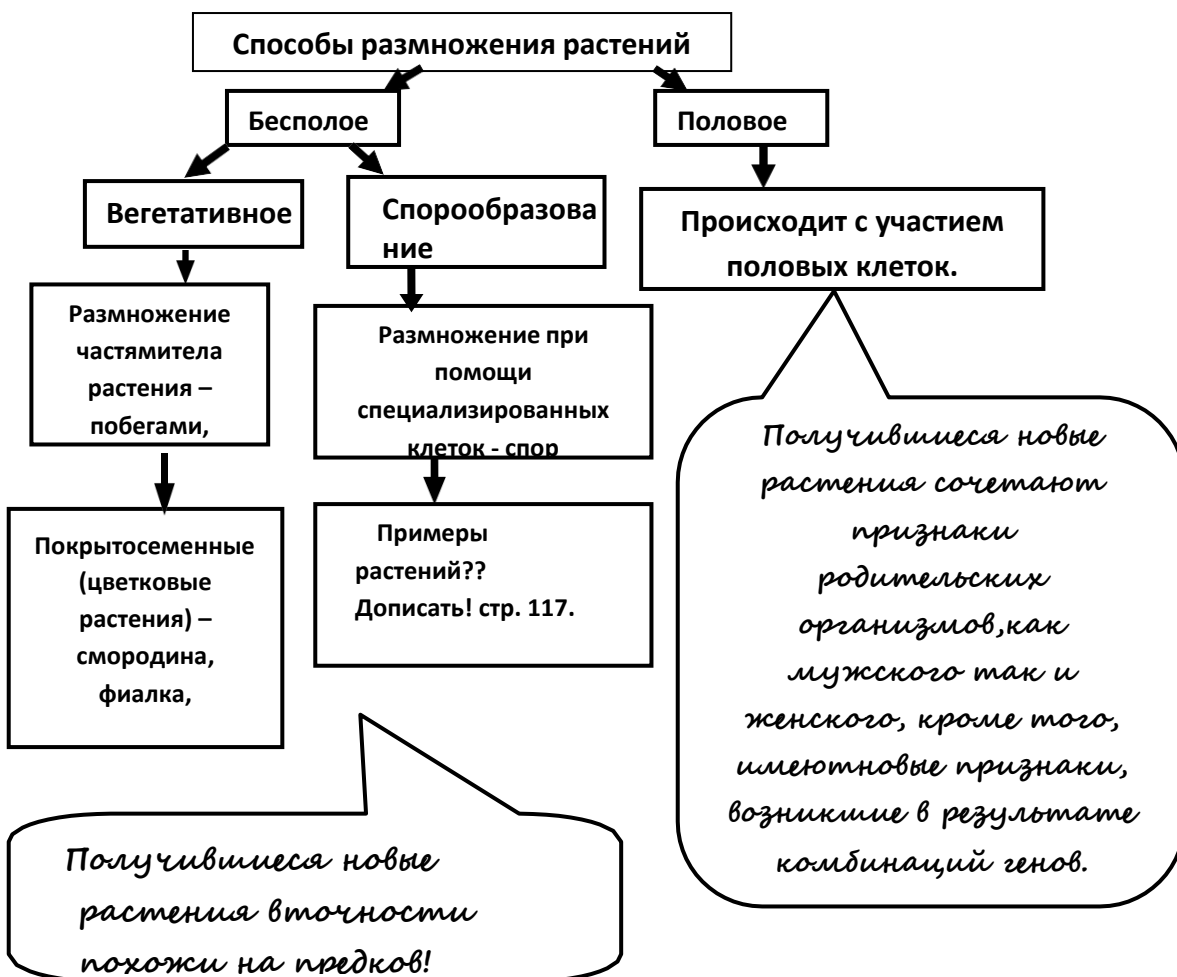 Способы размножения растений
Бесполое
Половое
Вегетативное
Спорообразова
ние
Происходит с участием
половых клеток.
Размножение
частямитела
растения –
побегами,
Размножение при
помощи
специализированных
клеток - спор
Покрытосеменные
(цветковые
растения) –
смородина,
фиалка,
Примеры
растений??
Дописать! стр. 117.
Получившиеся новые
растения сочетают
признаки
родительских
организмов,как
мужского так и
женского, кроме того,
имеютновые признаки,
возникшие в результате
комбинаций генов.
Получившиеся новые
растения вточности
похожи на предков!